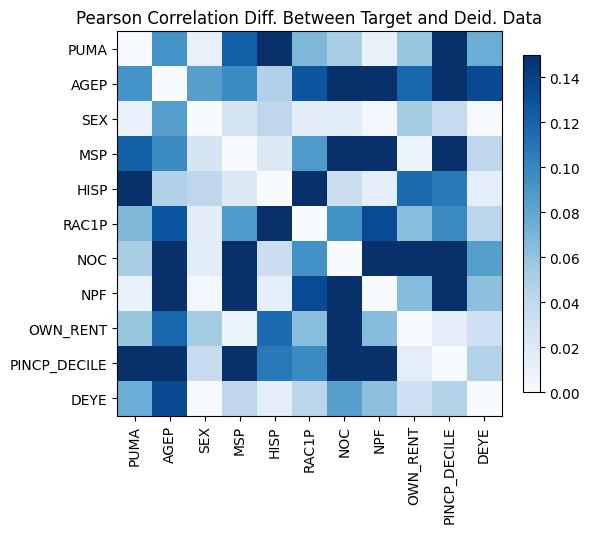 Pearson Correlation Diff. Between Target and Deid. Data
PUMA
AGEP
SEX
MSP
HISP
RAC1P
NOC
NPF
OWN_RENT
PINCP_DECILE
DEYE
PUMA
AGEP
SEX
MSP
HISP
RAC1P
NOC
NPF
OWN_RENT
PINCP_DECILE
DEYE
0.14
0.12
0.10
0.08
0.06
0.04
0.02
0.00